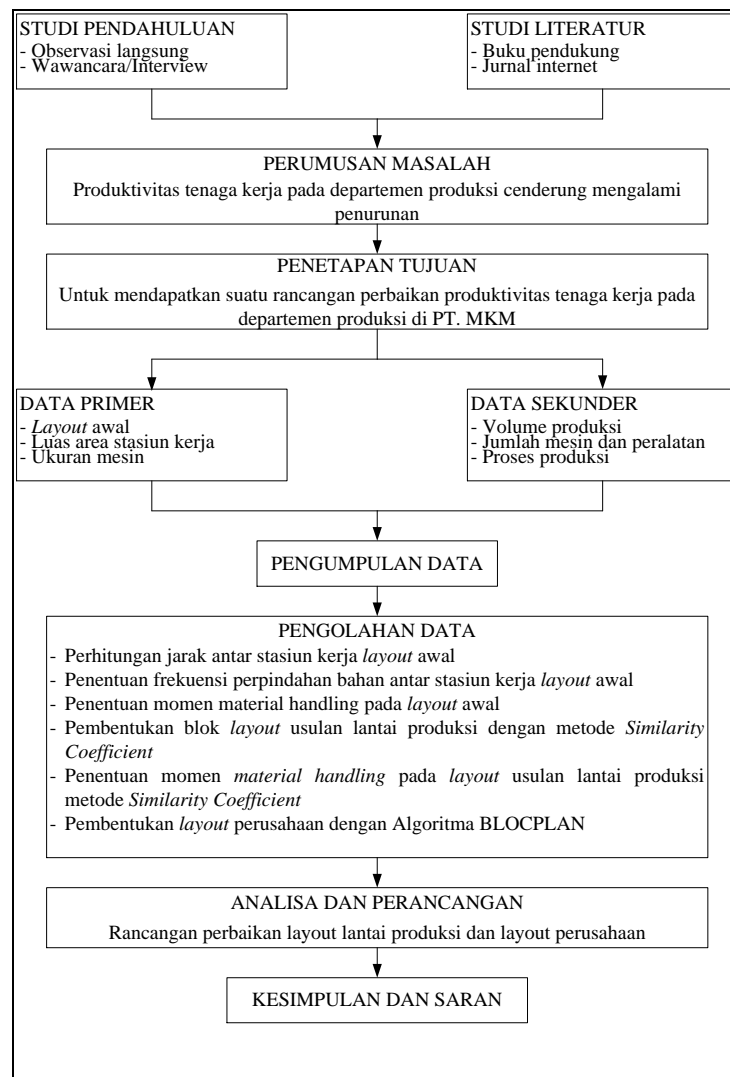 STUDI PENDAHULUAN
- Observasi langsung
- Wawancara/Interview
STUDI LITERATUR
- Buku pendukung
- Jurnal internet
PERUMUSAN MASALAH
Produktivitas tenaga kerja pada departemen produksi cenderung mengalami
penurunan
PENETAPAN TUJUAN
Untuk mendapatkan suatu rancangan perbaikan produktivitas tenaga kerja pada
departemen produksi di PT. MKM
DATA PRIMER
- Layout awal
- Luas area stasiun kerja
- Ukuran mesin
DATA SEKUNDER
- Volume produksi
- Jumlah mesin dan peralatan
- Proses produksi
PENGUMPULAN DATA
PENGOLAHAN DATA
- Perhitungan jarak antar stasiun kerja layout awal
- Penentuan frekuensi perpindahan bahan antar stasiun kerja layout awal
- Penentuan momen material handling pada layout awal
- Pembentukan blok layout usulan lantai produksi dengan metode Similarity
Coefficient
- Penentuan momen material handling pada layout usulan lantai produksi
metode Similarity Coefficient
- Pembentukan layout perusahaan dengan Algoritma BLOCPLAN
ANALISA DAN PERANCANGAN
Rancangan perbaikan layout lantai produksi dan layout perusahaan
KESIMPULAN DAN SARAN